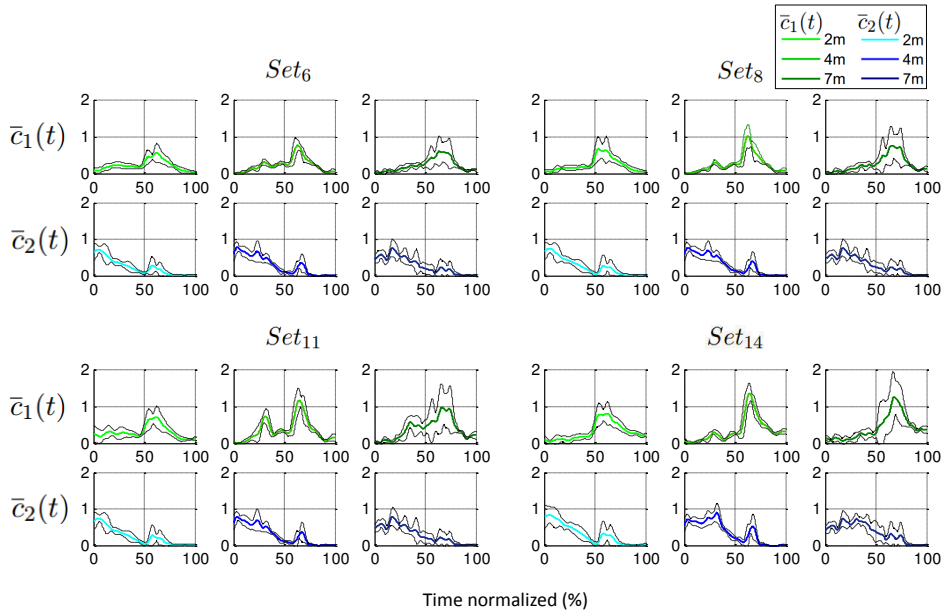 c̅₁(t) c̅₂(t)
2m 2m
4m 4m
7m 7m
Set₆ Set₈
c̅₁(t)
2 2 2 2 2 2
1 1 1 1 1 1
0 0 0 0 0 0
0 50 100 0 50 100 0 50 100 0 50 100 0 50 100 0 50 100
c̅₂(t)
2 2 2 2 2 2
1 1 1 1 1 1
0 0 0 0 0 0
0 50 100 0 50 100 0 50 100 0 50 100 0 50 100 0 50 100
Set₁₁ Set₁₄
c̅₁(t)
2 2 2 2 2 2
1 1 1 1 1 1
0 0 0 0 0 0
0 50 100 0 50 100 0 50 100 0 50 100 0 50 100 0 50 100
c̅₂(t)
2 2 2 2 2 2
1 1 1 1 1 1
0 0 0 0 0 0
0 50 100 0 50 100 0 50 100 0 50 100 0 50 100 0 50 100
Time normalized (%)